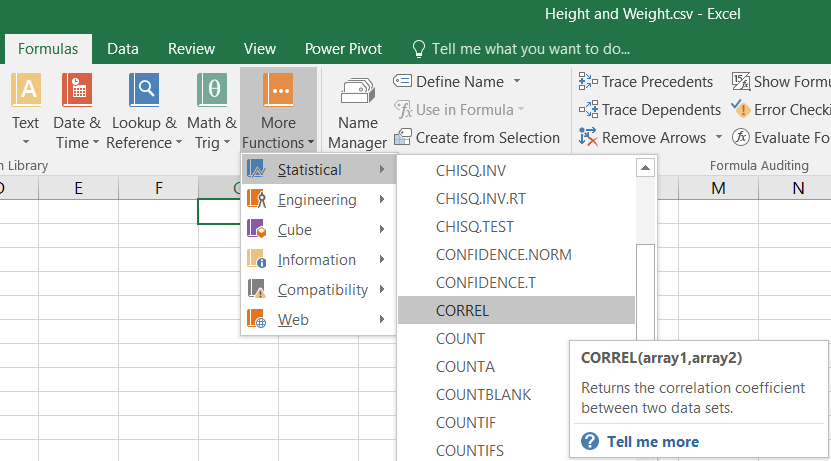 Height and Weight.csv - Excel
Formulas Data Review View Power Pivot Tell me what you want to do...
A θ
Text Date & Time Lookup & Reference Math & Trig More Functions Name Manager
Define Name
Use in Formula
Create from Selection
Trace Precedents
Trace Dependents
Remove Arrows
Show Formu
Error Checki
Evaluate Fo
n Library
Formula Auditing
D E F G M N
Statistical
Engineering
Cube
Information
Compatibility
Web
CHISQ.INV
CHISQ.INV.RT
CHISQ.TEST
CONFIDENCE.NORM
CONFIDENCE.T
CORREL
COUNT
COUNTA
COUNTBLANK
COUNTIF
COUNTIFS
CORREL(array1,array2)
Returns the correlation coefficient
between two data sets.
Tell me more